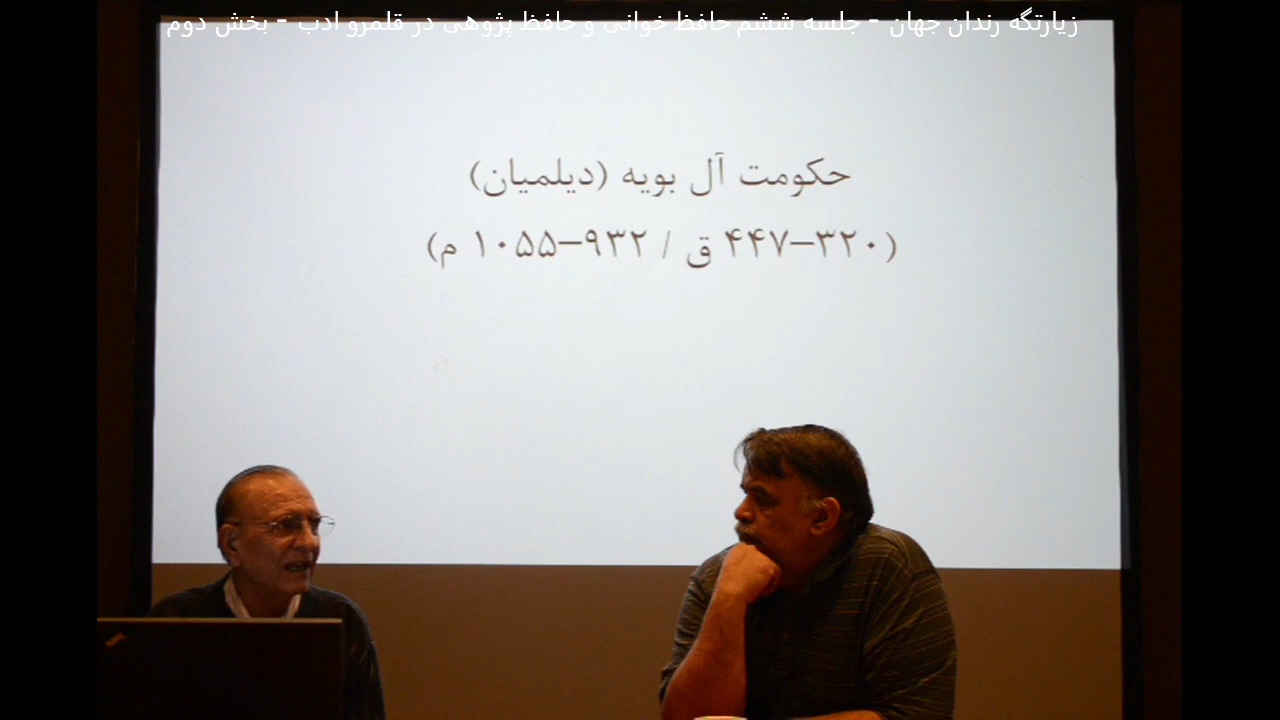 زیارتگه رندان جهان - جلسه ششم حافظ خوانی و حافظ پژوهی در قلمرو ادب - بخش دوم
حکومت آل بویه (دیلمیان)
(۳۲۰–۴۴۷ ق / ۹۳۲–۱۰۵۵ م)